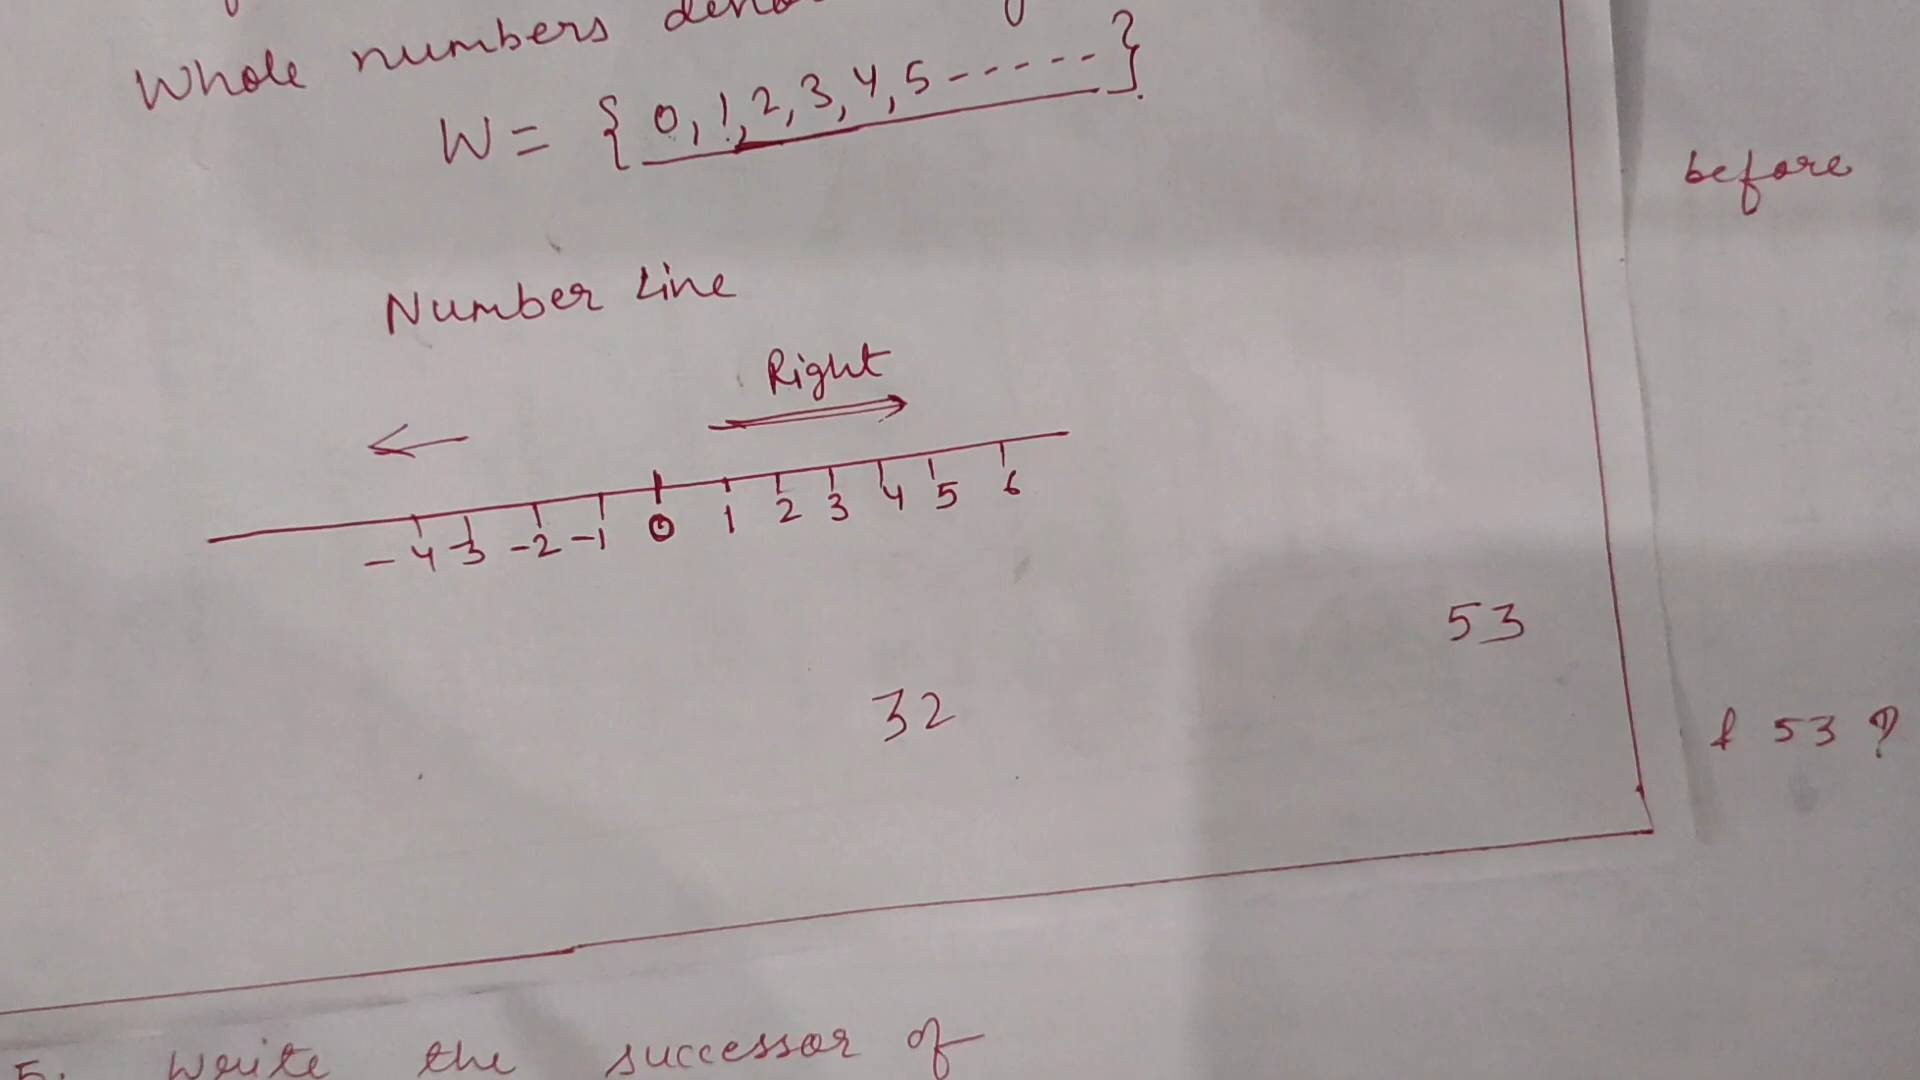 Whole numbers
W = { 0, 1, 2, 3, 4, 5 ----- }
before
Number Line
Right
-4 -3 -2 -1 0 1 2 3 4 5 6
53
32
53 ?
5. Write the successor of